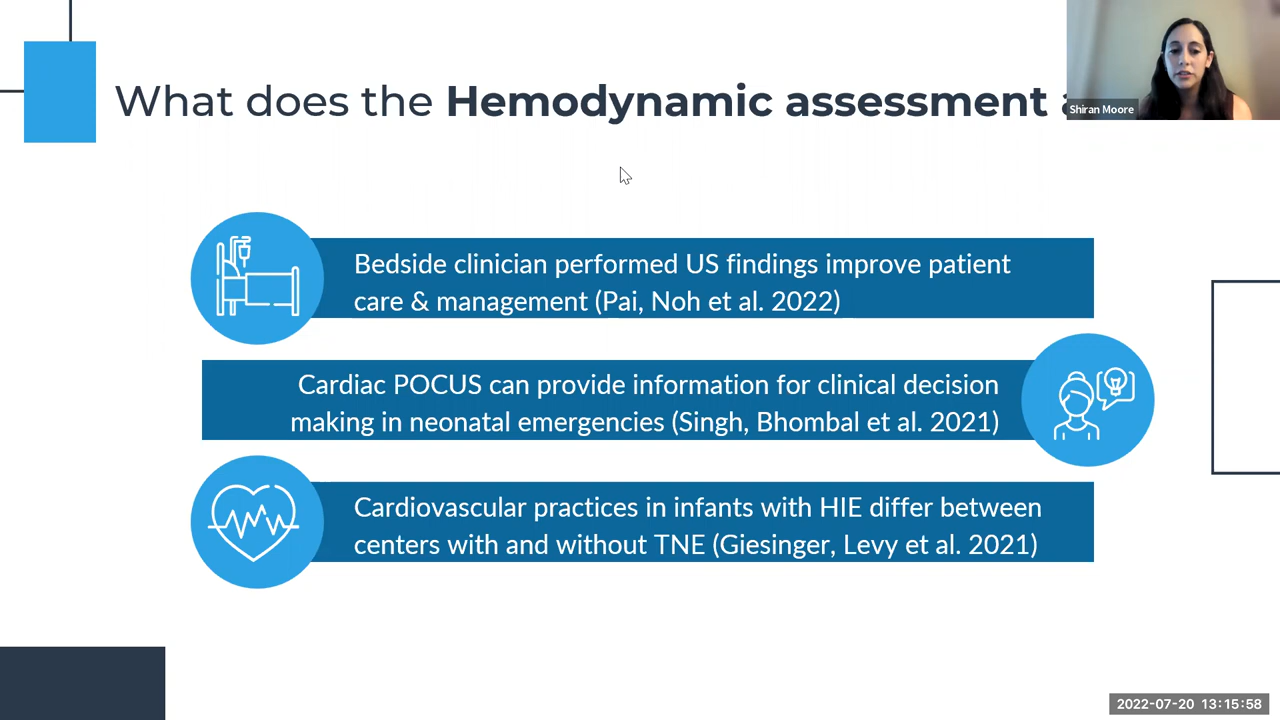 What does the Hemodynamic assessment
Shiran Moore
Bedside clinician performed US findings improve patient
care & management (Pai, Noh et al. 2022)
Cardiac POCUS can provide information for clinical decision
making in neonatal emergencies (Singh, Bhombal et al. 2021)
Cardiovascular practices in infants with HIE differ between
centers with and without TNE (Giesinger, Levy et al. 2021)
2022-07-20 13:15:58